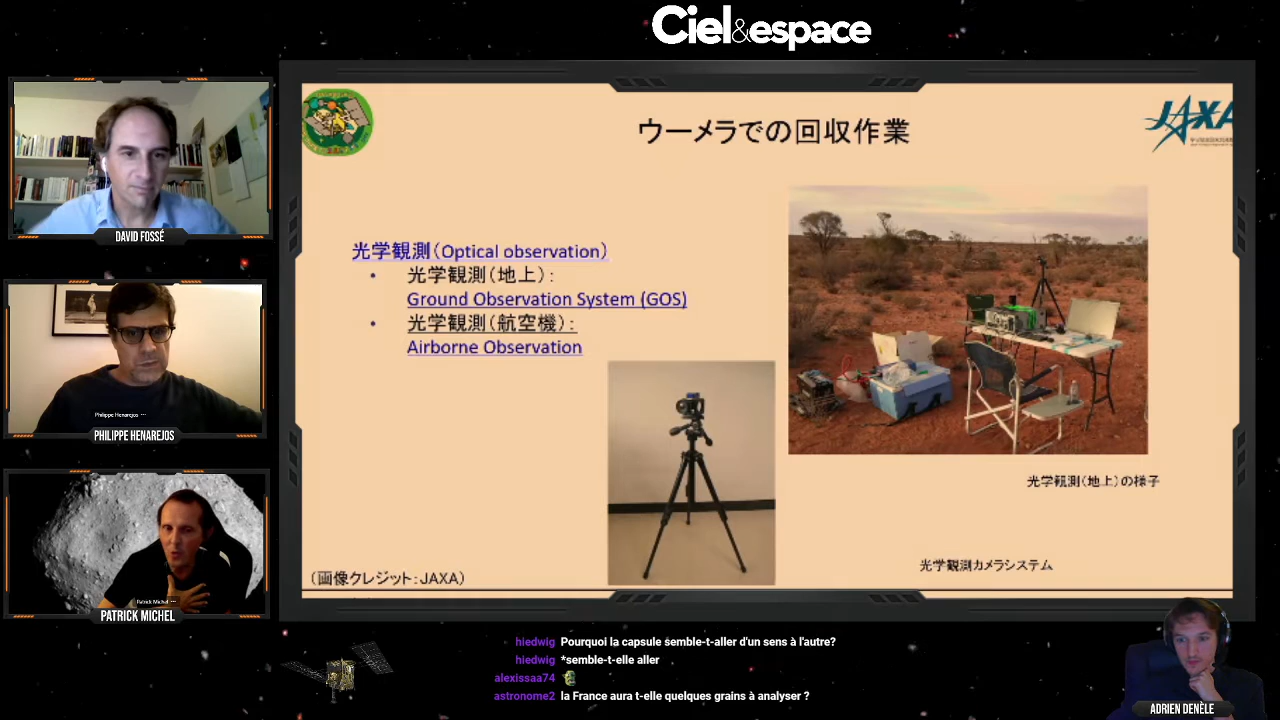 Ciel&espace
ウーメラでの回収作業
JAXA
光学観測（Optical observation）
• 光学観測（地上）：
Ground Observation System (GOS)
• 光学観測（航空機）：
Airborne Observation
光学観測（地上）の様子
光学観測カメラシステム
（画像クレジット：JAXA）
DAVID FOSSÉ
Philippe Henarejos
PHILIPPE HENAREJOS
Patrick Michel
PATRICK MICHEL
hiedwig Pourquoi la capsule semble-t-aller d'un sens à l'autre?
hiedwig *semble-t-elle aller
alexissaa74
astronome2 la France aura t-elle quelques grains à analyser ?
ADRIEN DENÈLE